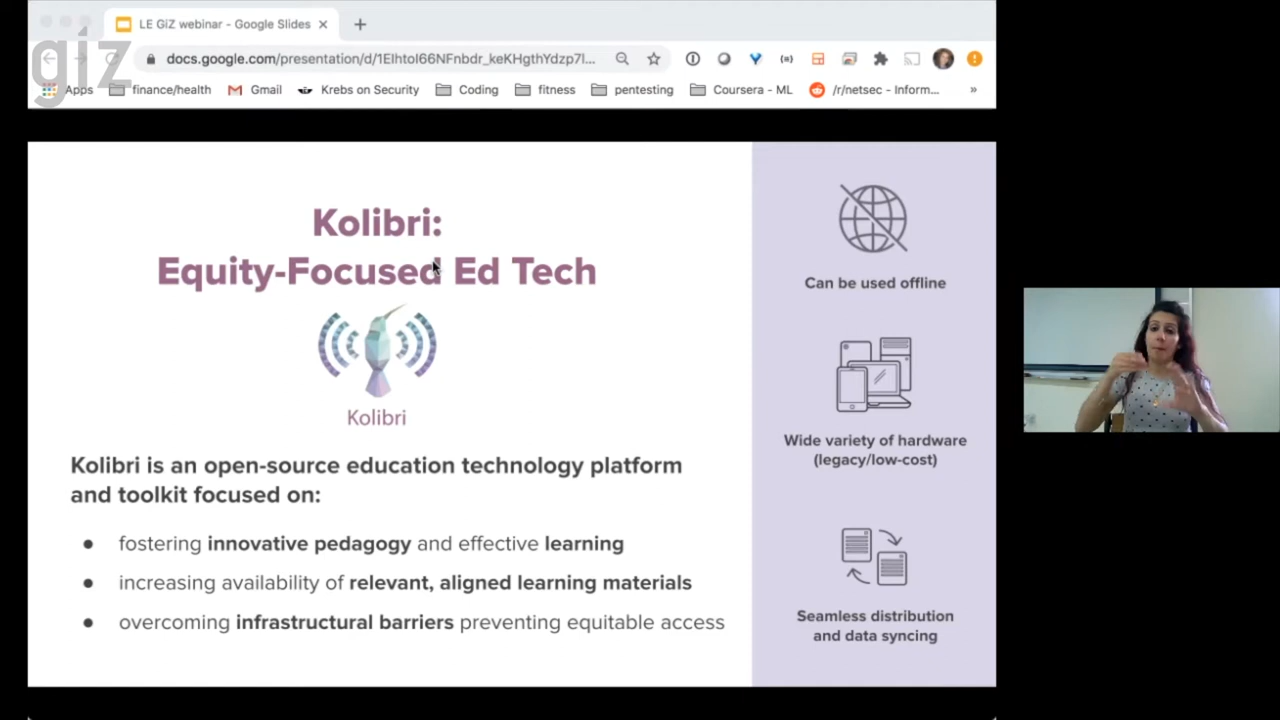 LE GiZ webinar - Google Slides
giz
docs.google.com/presentation/d/1EIhtol66NFnbdr_keKHgthYdzp7l...
Apps finance/health Gmail Krebs on Security Coding fitness pentesting Coursera - ML /r/netsec - Inform... »
Kolibri:
Equity-Focused Ed Tech
Kolibri
Kolibri is an open-source education technology platform
and toolkit focused on:
● fostering innovative pedagogy and effective learning
● increasing availability of relevant, aligned learning materials
● overcoming infrastructural barriers preventing equitable access
Can be used offline
Wide variety of hardware
(legacy/low-cost)
Seamless distribution
and data syncing